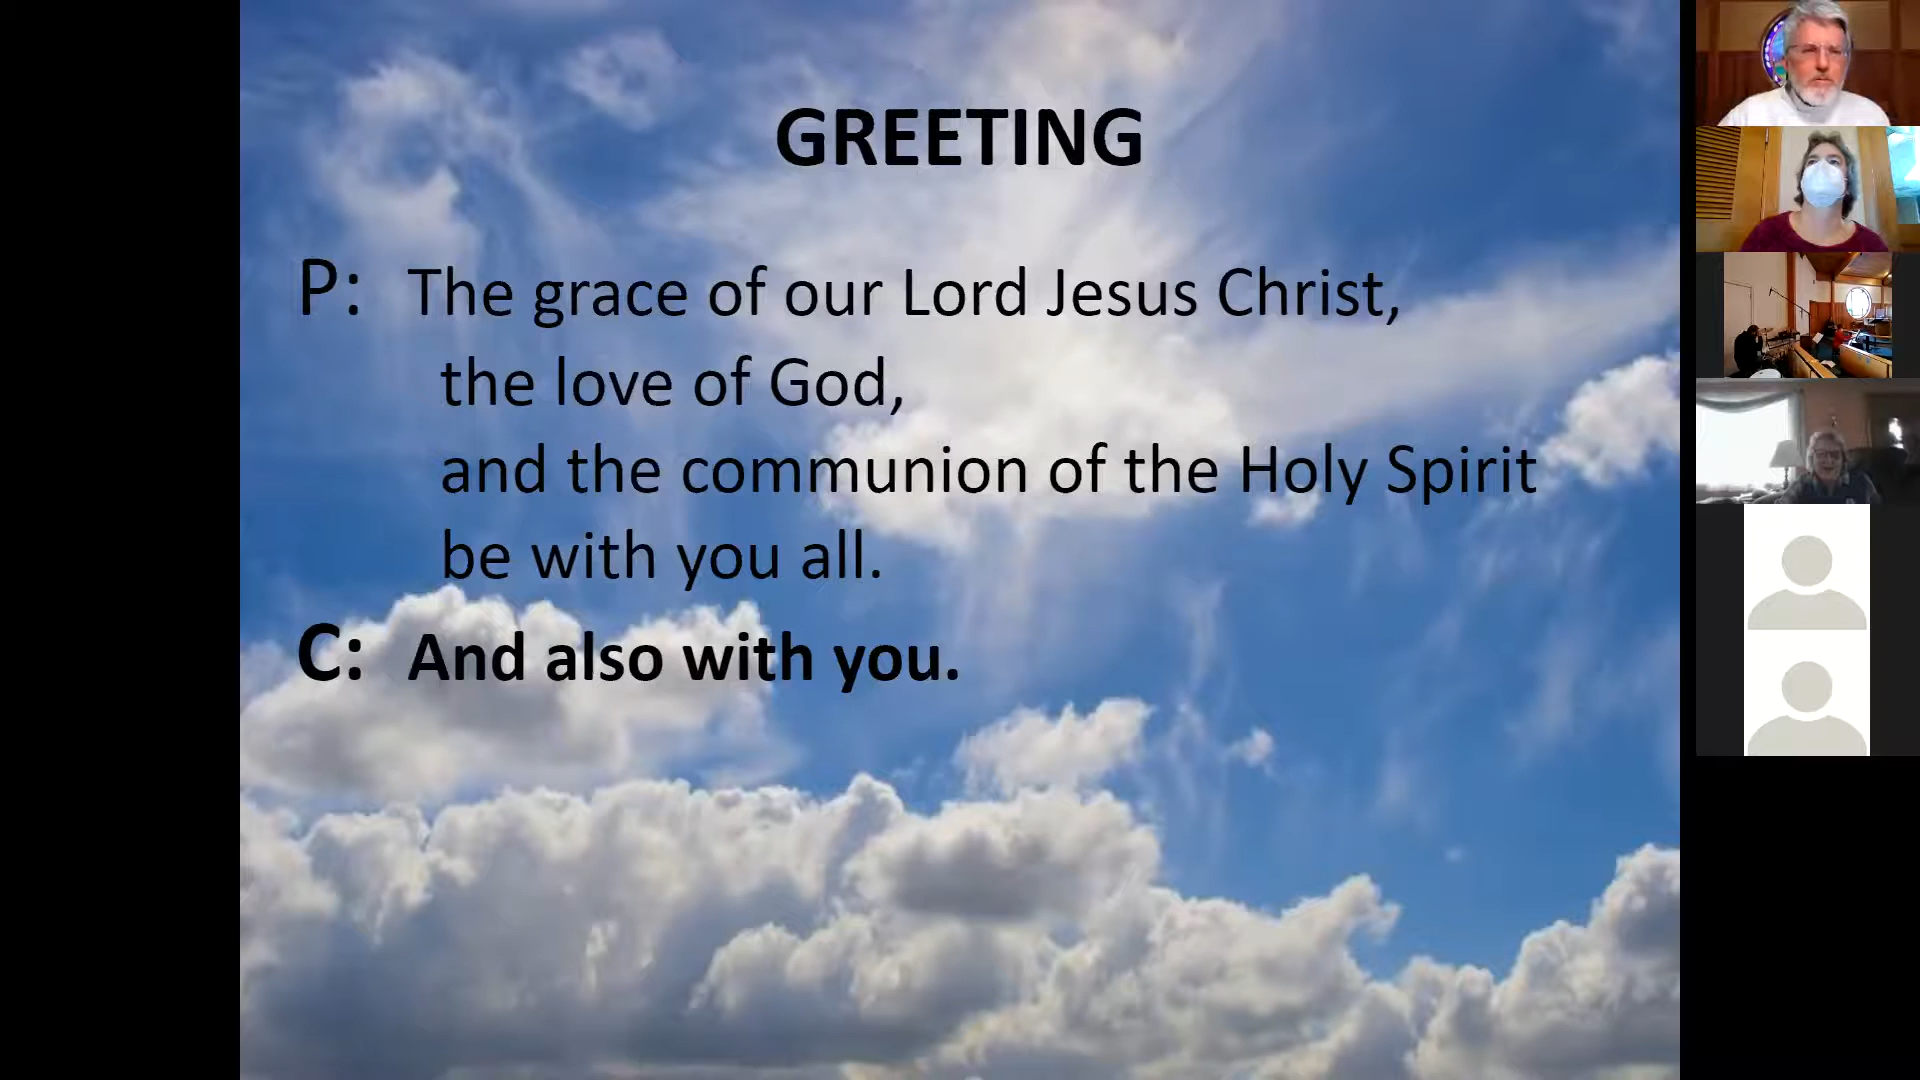 GREETING
P: The grace of our Lord Jesus Christ,
the love of God,
and the communion of the Holy Spirit
be with you all.
C: And also with you.